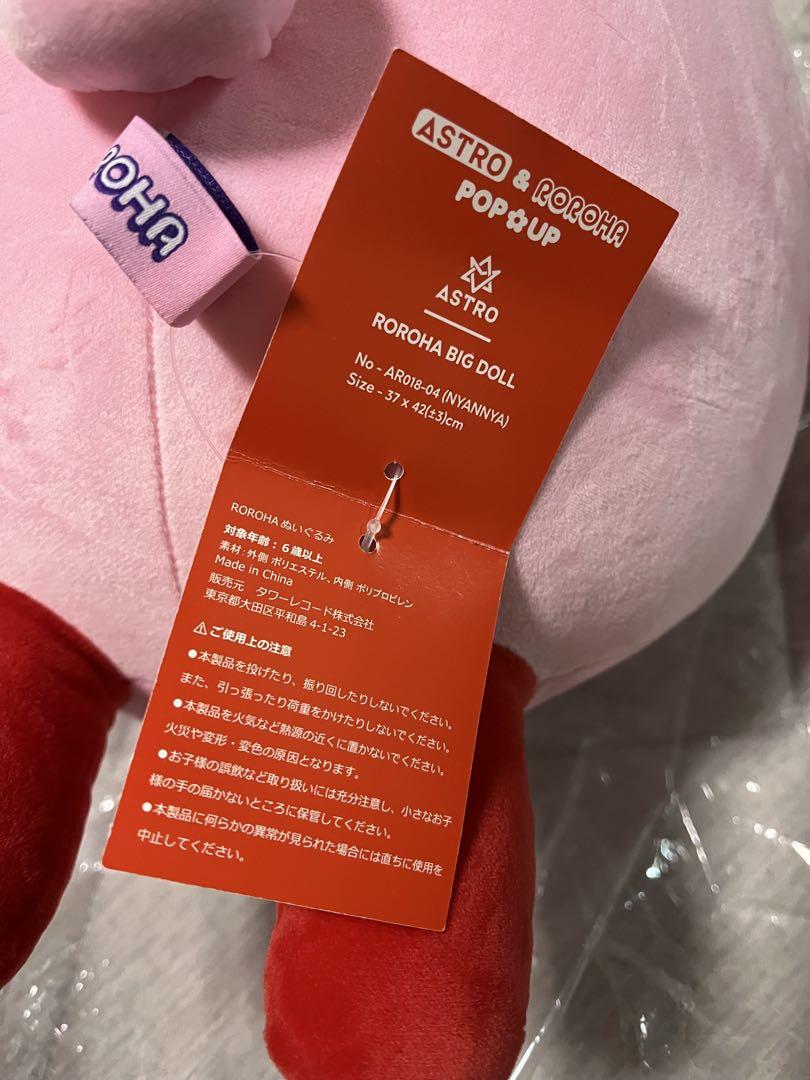 OHA
ASTRO & ROROHA
POP UP
ASTRO
ROROHA BIG DOLL
No - AR018-04 (NYANNYA)
Size - 37 x 42(±3)cm
ROROHA ぬいぐるみ
対象年齢：６歳以上
素材：外側 ポリエステル、内側 ポリプロピレン
Made in China
販売元　タワーレコード株式会社
東京都大田区平和島 4-1-23
⚠ご使用上の注意
●本製品を投げたり、振り回したりしないでください。
また、引っ張ったり荷重をかけたりしないでください。
●本製品を火気など熱源の近くに置かないでください。
火災や変形・変色の原因となります。
●お子様の誤飲など取り扱いには充分注意し、小さなお子
様の手の届かないところに保管してください。
●本製品に何らかの異常が見られた場合には直ちに使用を
中止してください。